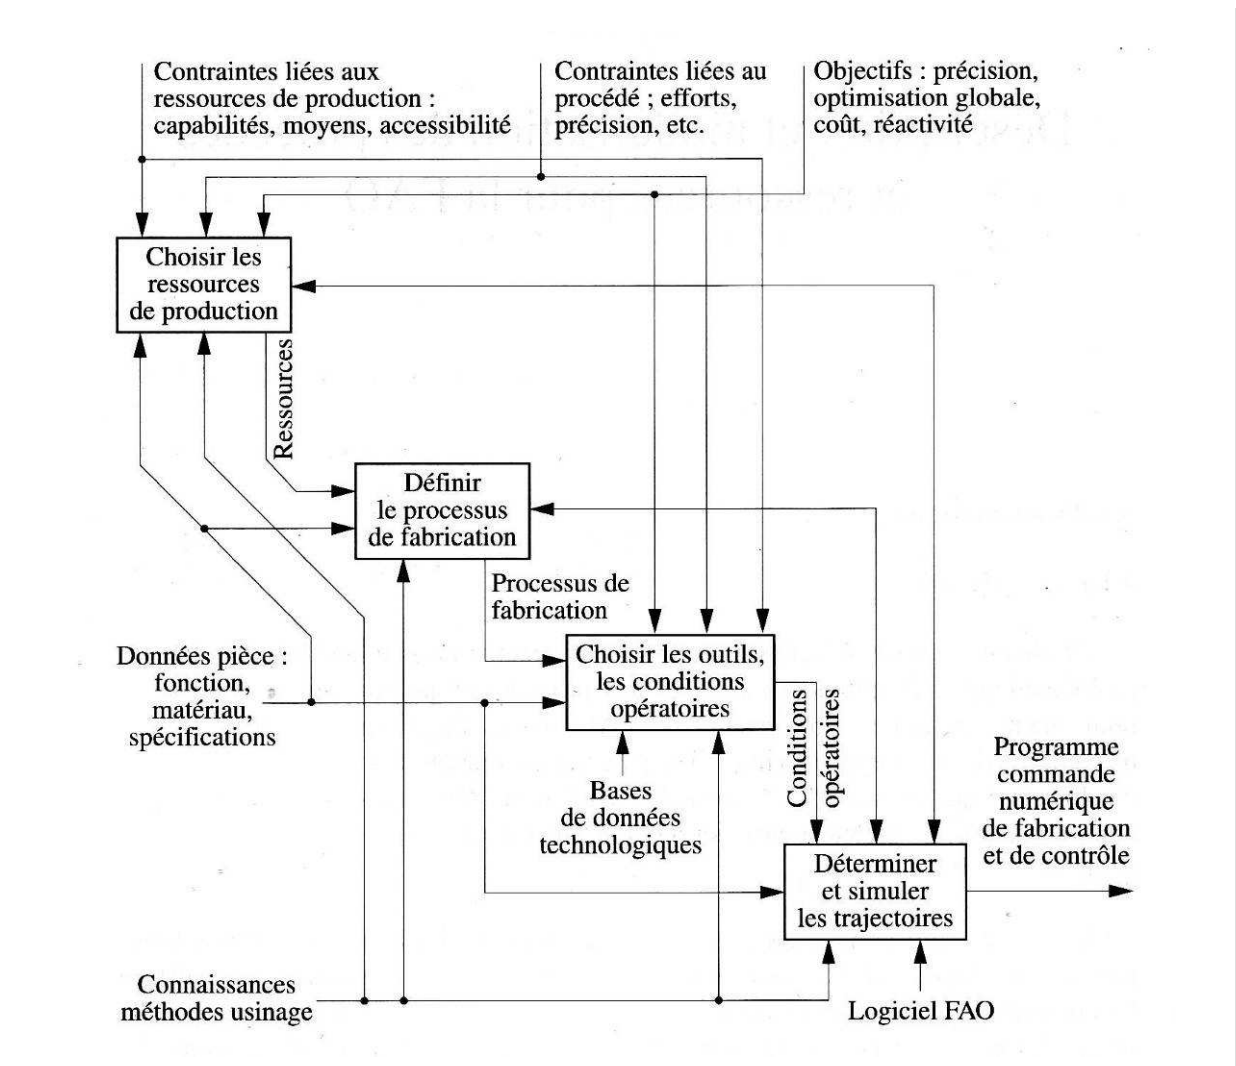 Contraintes liées aux
ressources de production :
capabilités, moyens, accessibilité
Contraintes liées au
procédé ; efforts,
précision, etc.
Objectifs : précision,
optimisation globale,
coût, réactivité
Choisir les
ressources
de production
Ressources
Définir
le processus
de fabrication
Processus de
fabrication
Données pièce :
fonction,
matériau,
spécifications
Choisir les outils,
les conditions
opératoires
Conditions
opératoires
Bases
de données
technologiques
Programme
commande
numérique
de fabrication
et de contrôle
Déterminer
et simuler
les trajectoires
Connaissances
méthodes usinage
Logiciel FAO